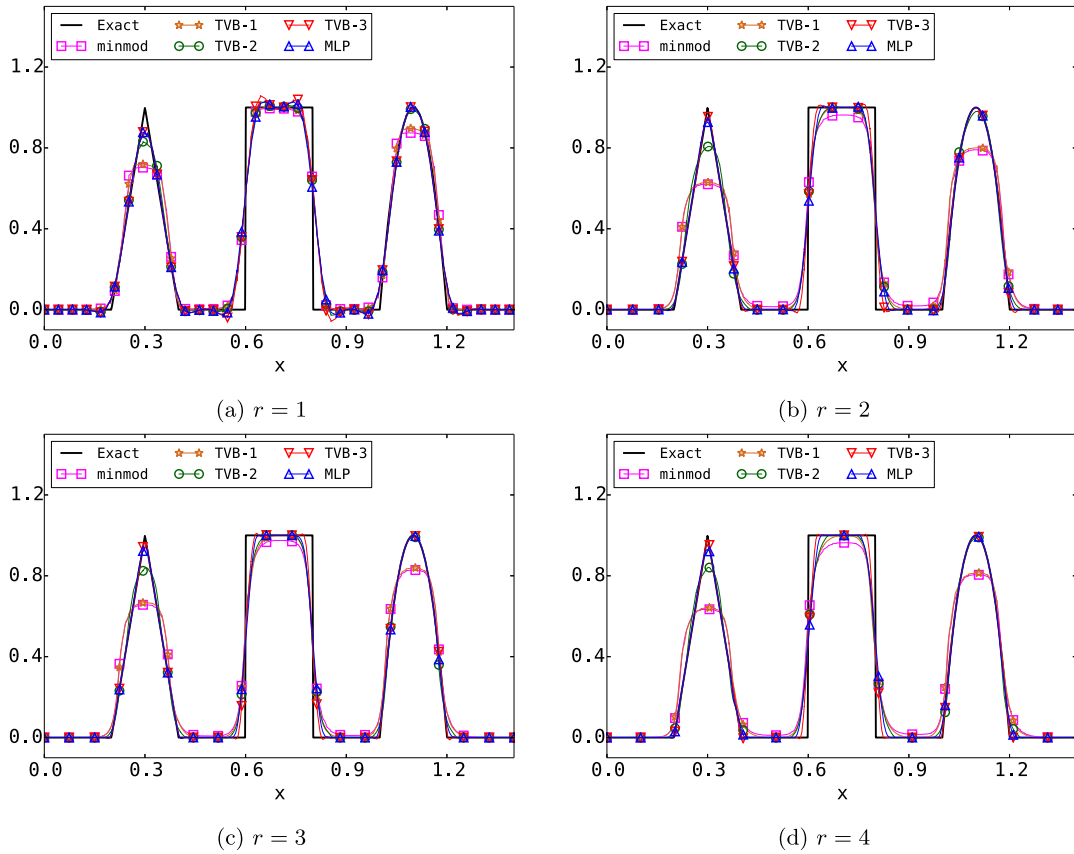 Exact TVB-1 TVB-3
minmod TVB-2 MLP
1.2
0.8
0.4
0.0
0.0 0.3 0.6 0.9 1.2
x
(a) r = 1
Exact TVB-1 TVB-3
minmod TVB-2 MLP
1.2
0.8
0.4
0.0
0.0 0.3 0.6 0.9 1.2
x
(b) r = 2
Exact TVB-1 TVB-3
minmod TVB-2 MLP
1.2
0.8
0.4
0.0
0.0 0.3 0.6 0.9 1.2
x
(c) r = 3
Exact TVB-1 TVB-3
minmod TVB-2 MLP
1.2
0.8
0.4
0.0
0.0 0.3 0.6 0.9 1.2
x
(d) r = 4